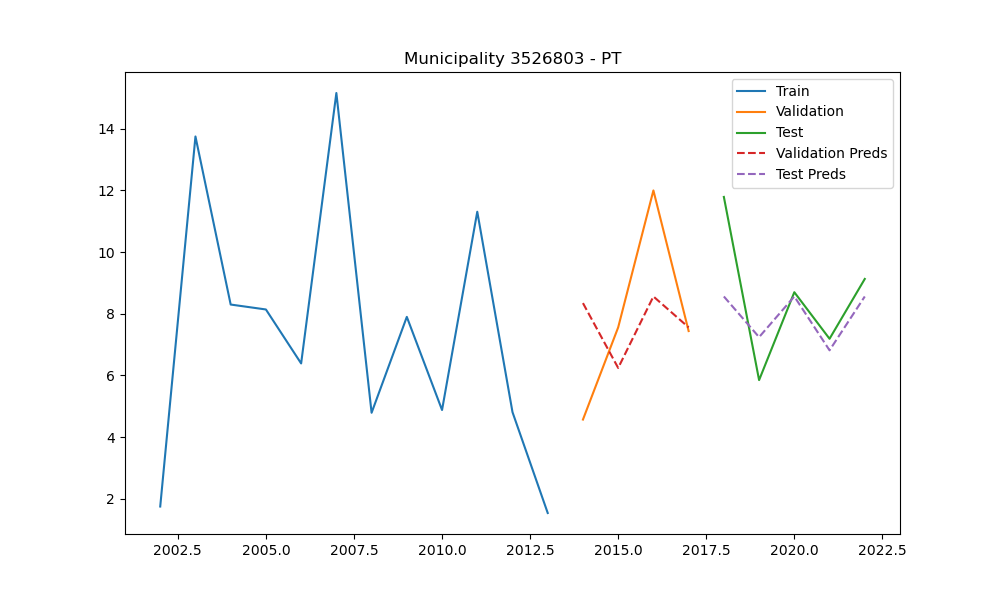 Municipality 3526803 - PT
Train
Validation
Test
Validation Preds
Test Preds
14
12
10
8
6
4
2
2002.5 2005.0 2007.5 2010.0 2012.5 2015.0 2017.5 2020.0 2022.5